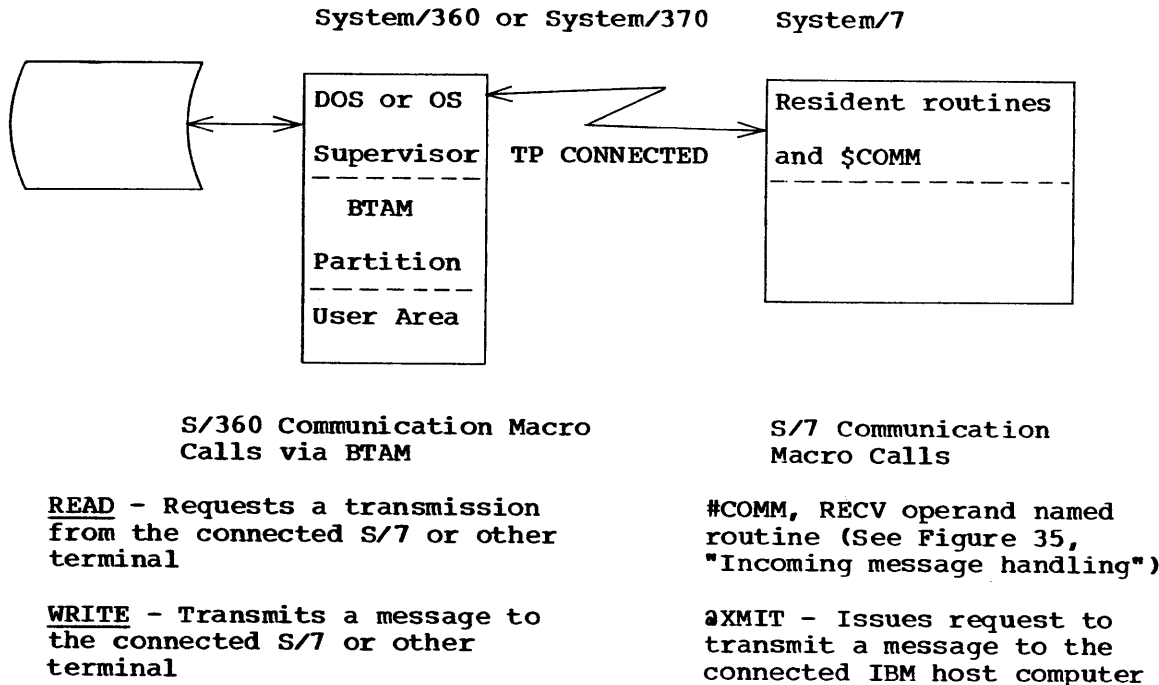 System/360 or System/370
System/7
DOS or OS
Supervisor
BTAM
Partition
User Area
TP CONNECTED
Resident routines
and $COMM
S/360 Communication Macro
Calls via BTAM
READ - Requests a transmission
from the connected S/7 or other
terminal
WRITE - Transmits a message to
the connected S/7 or other
terminal
S/7 Communication
Macro Calls
#COMM, RECV operand named
routine (See Figure 35,
"Incoming message handling")
@XMIT - Issues request to
transmit a message to the
connected IBM host computer